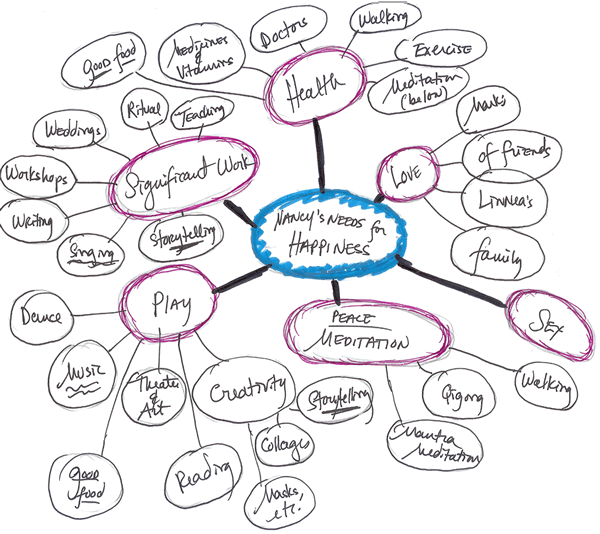 Walking
Doctors
Medicines
&
Vitamins
good food
Exercise
Health
Meditation
(below)
Ritual
Teaching
Mark's
Weddings
of friends
Significant Work
LOVE
Workshops
Linnea's
Writing
NANCY'S NEEDS for
HAPPINESS
Storytelling
Singing
family
PLAY
PEACE
MEDITATION
SEX
Dance
Music
Theater
&
Art
Creativity
Storytelling
Qigong
Walking
Collages
Mantra
Meditation
good
food
Reading
Masks,
etc.